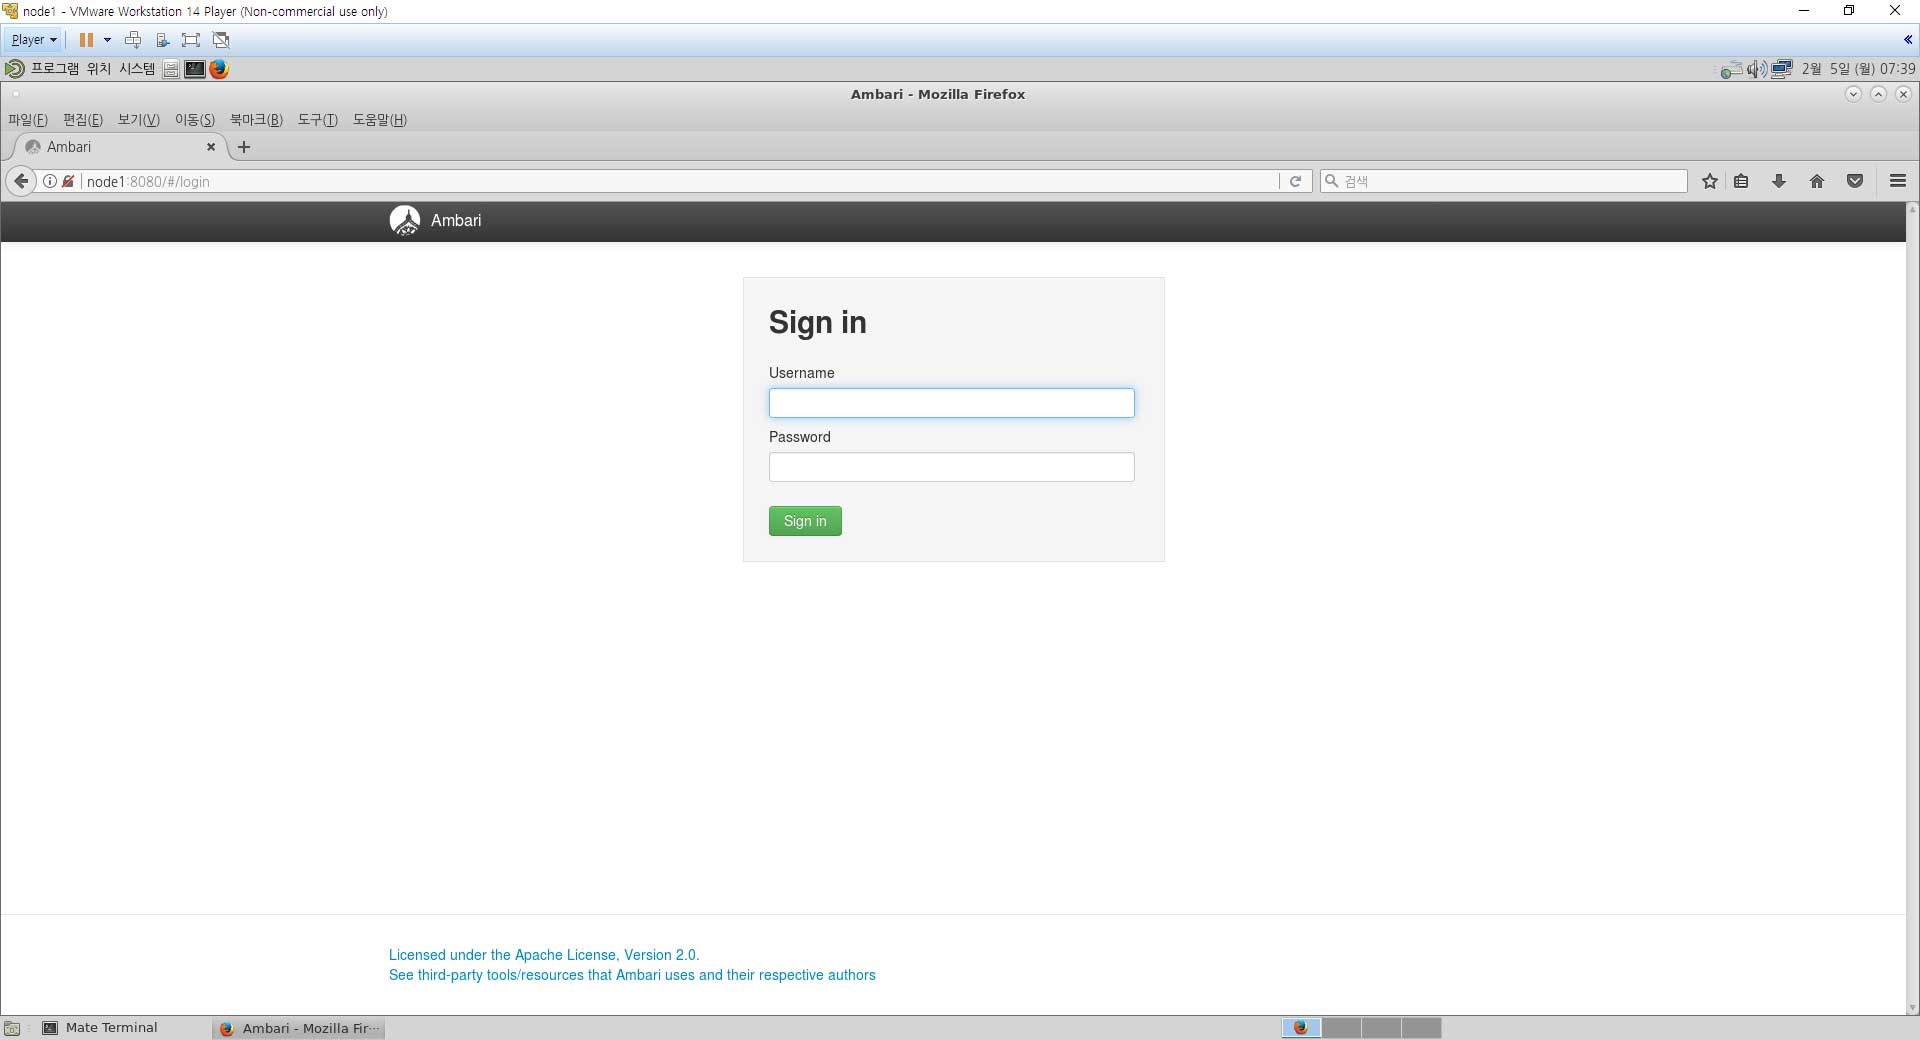 node1 - VMware Workstation 14 Player (Non-commercial use only)
Player
프로그램 위치 시스템
2월 5일 (월) 07:39
Ambari - Mozilla Firefox
파일(F) 편집(E) 보기(V) 이동(S) 북마크(B) 도구(T) 도움말(H)
Ambari
node1:8080/#/login
검색
Ambari
Sign in
Username
Password
Sign in
Licensed under the Apache License, Version 2.0.
See third-party tools/resources that Ambari uses and their respective authors
Mate Terminal
Ambari - Mozilla Fir···